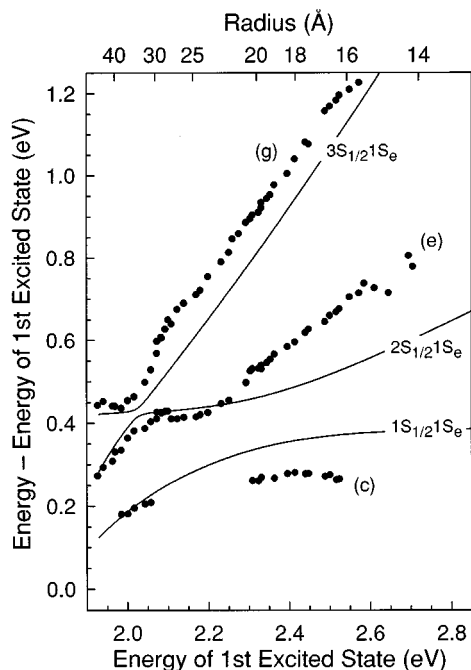 Radius (Å)
40 30 25 20 18 16 14
1.2
1.0
0.8
0.6
0.4
0.2
0.0
Energy – Energy of 1st Excited State (eV)
(g)
3S1/21Se
(e)
2S1/21Se
1S1/21Se
(c)
2.0 2.2 2.4 2.6 2.8
Energy of 1st Excited State (eV)